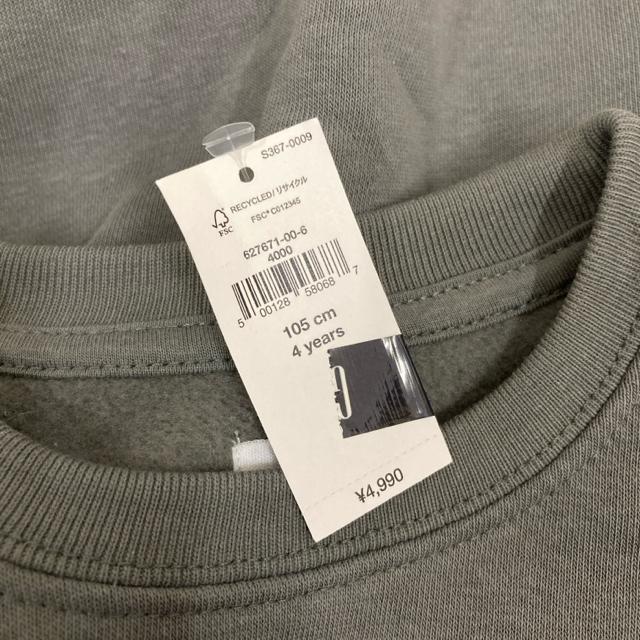 S367-0009
RECYCLED/リサイクル
FSC® C012345
FSC
627671-00-6
4000
5 00128 58068 7
105 cm
4 years
¥4,990